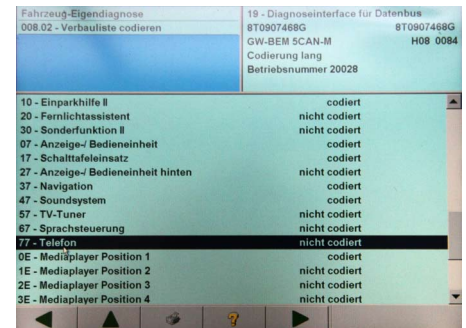 Fahrzeug-Eigendiagnose
008.02 - Verbauliste codieren
19 - Diagnoseinterface für Datenbus
8T0907468G 8T0907468G
GW-BEM 5CAN-M H08 0084
Codierung lang
Betriebsnummer 20028
10 - Einparkhilfe II codiert
20 - Fernlichtassistent nicht codiert
30 - Sonderfunktion II nicht codiert
07 - Anzeige-/ Bedieneinheit codiert
17 - Schalttafeleinsatz codiert
27 - Anzeige-/ Bedieneinheit hinten nicht codiert
37 - Navigation codiert
47 - Soundsystem codiert
57 - TV-Tuner nicht codiert
67 - Sprachsteuerung nicht codiert
77 - Telefon nicht codiert
0E - Mediaplayer Position 1 codiert
1E - Mediaplayer Position 2 nicht codiert
2E - Mediaplayer Position 3 nicht codiert
3E - Mediaplayer Position 4 nicht codiert